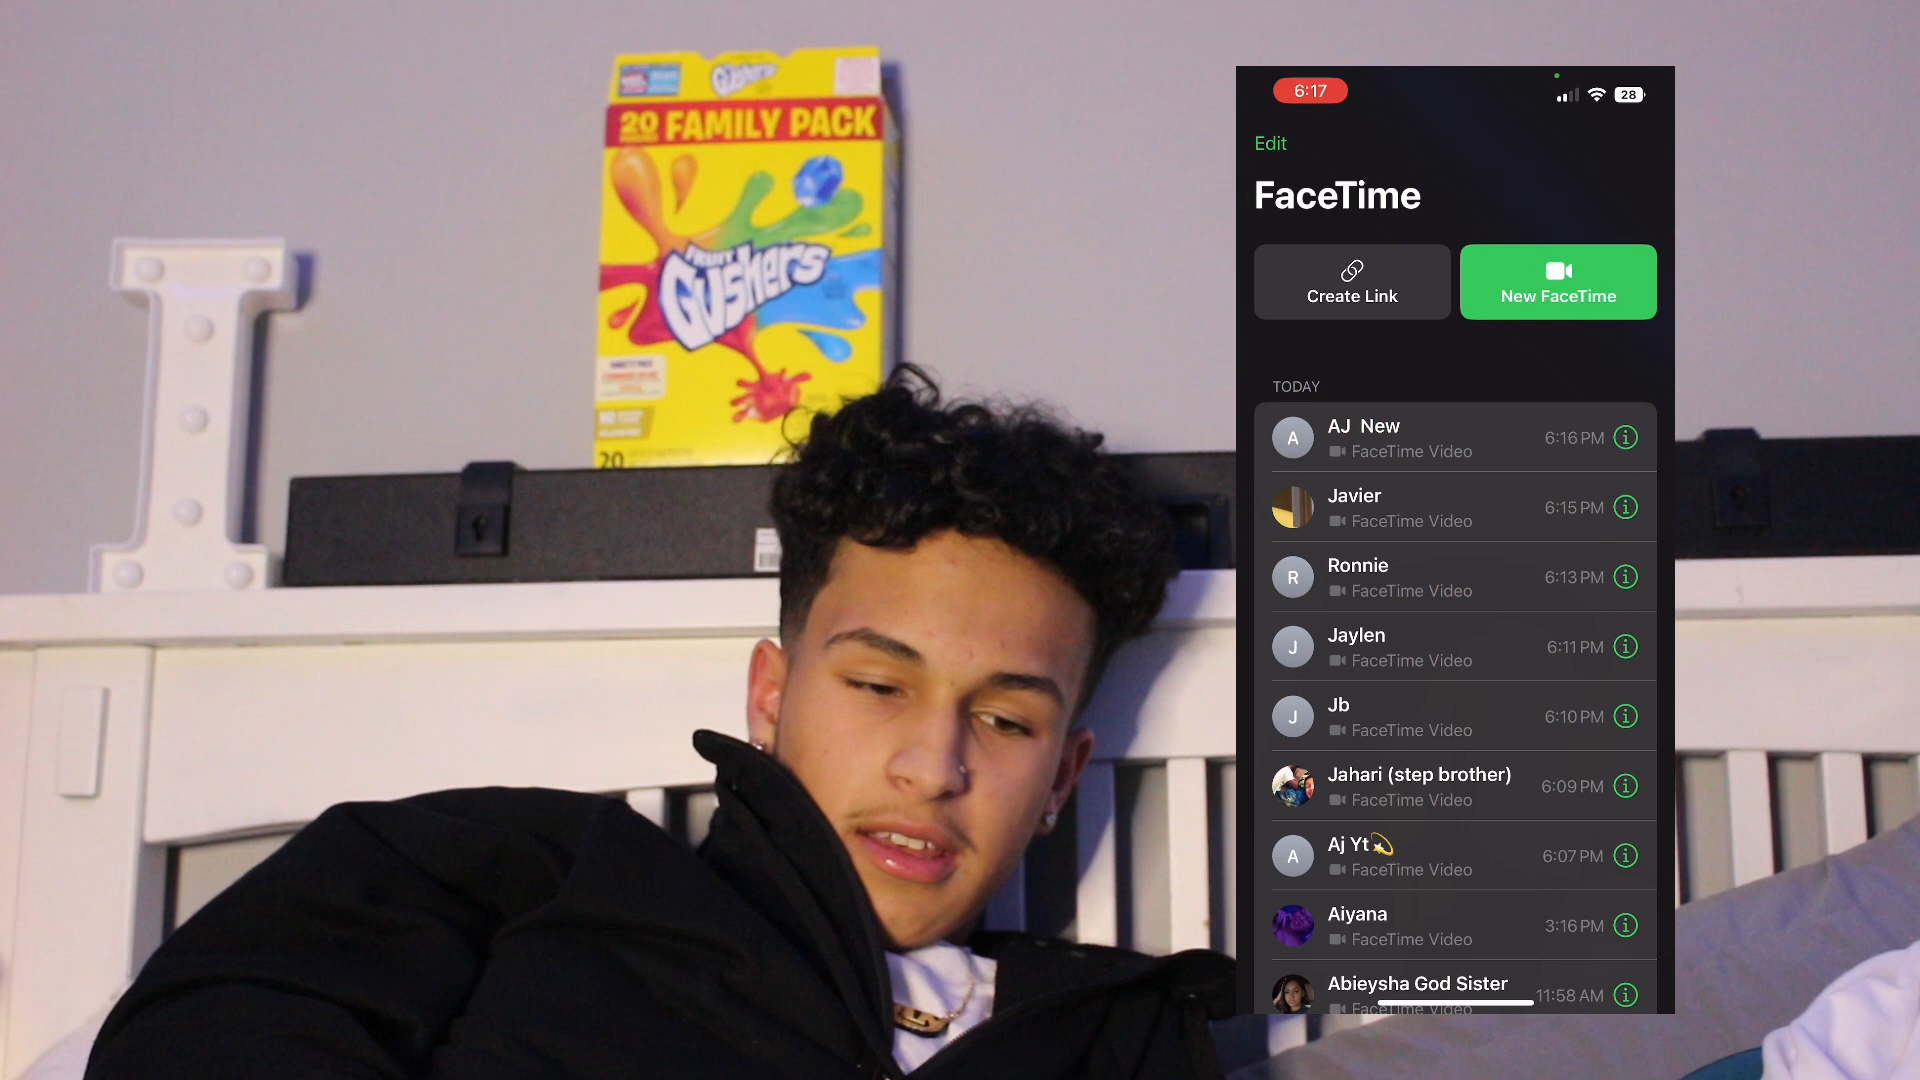 Gushers
20 FAMILY PACK
FRUIT
Gushers
20
6:17
28
Edit
FaceTime
Create Link
New FaceTime
TODAY
A
AJ New
FaceTime Video
6:16 PM
Javier
FaceTime Video
6:15 PM
R
Ronnie
FaceTime Video
6:13 PM
J
Jaylen
FaceTime Video
6:11 PM
J
Jb
FaceTime Video
6:10 PM
Jahari (step brother)
FaceTime Video
6:09 PM
A
Aj Yt💫
FaceTime Video
6:07 PM
Aiyana
FaceTime Video
3:16 PM
Abieysha God Sister
FaceTime Video
11:58 AM
I